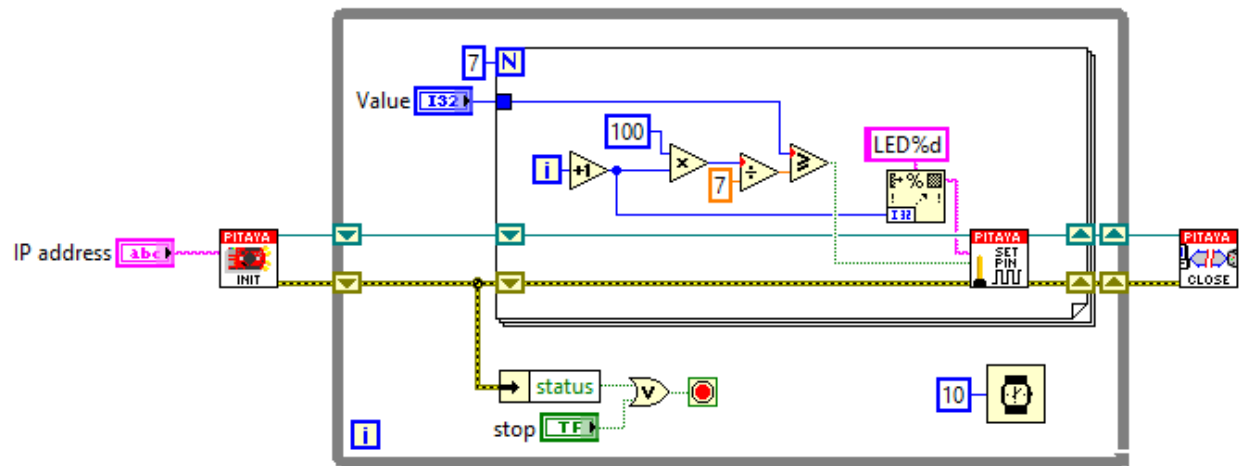 7 N
Value I32
100
LED%d
i +1 x ÷ ≥
7
% !
I32
IP address abc
PITAYA
INIT
PITAYA
SET
PIN
PITAYA
CLOSE
status v
10
stop TF
i